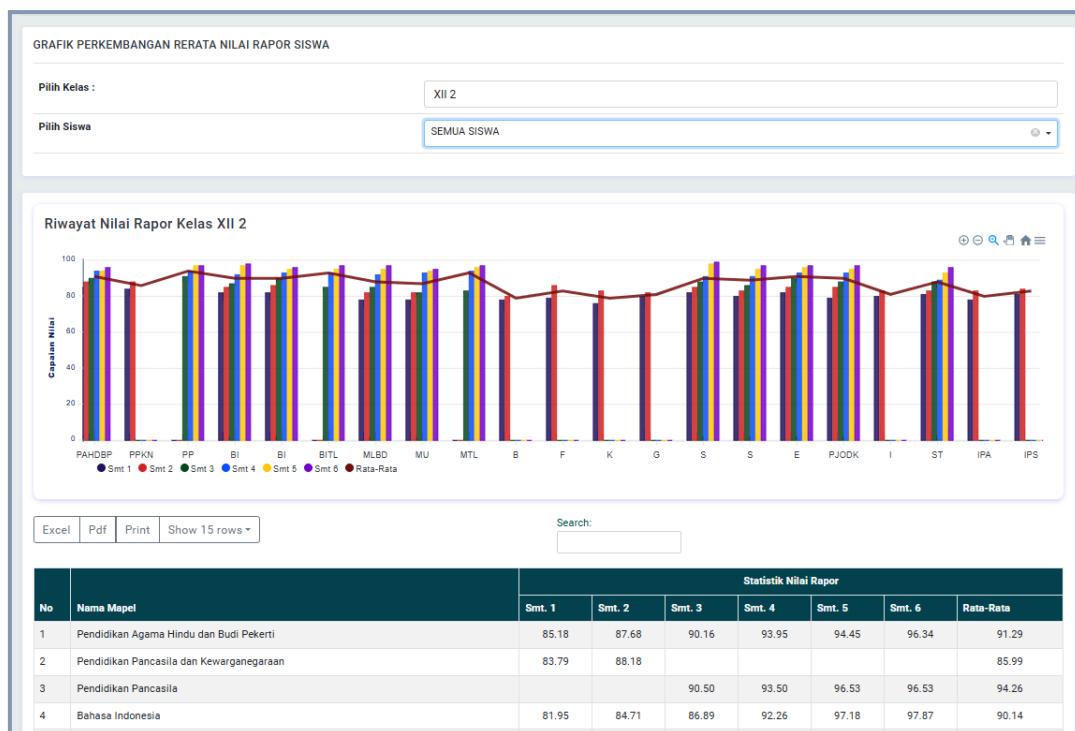 GRAFIK PERKEMBANGAN RERATA NILAI RAPOR SISWA
Pilih Kelas :
XII 2
Pilih Siswa
SEMUA SISWA
Riwayat Nilai Rapor Kelas XII 2
100
80
60
40
20
0
Capaian Nilai
PAHDBP PPKN PP BI BI BITL MLBD MU MTL B F K G S S E PJODK I ST IPA IPS
Smt 1 Smt 2 Smt 3 Smt 4 Smt 5 Smt 6 Rata-Rata
Excel Pdf Print Show 15 rows
Search:
No Nama Mapel Statistik Nilai Rapor
Smt. 1 Smt. 2 Smt. 3 Smt. 4 Smt. 5 Smt. 6 Rata-Rata
1 Pendidikan Agama Hindu dan Budi Pekerti 85.18 87.68 90.16 93.95 94.45 96.34 91.29
2 Pendidikan Pancasila dan Kewarganegaraan 83.79 88.18 85.99
3 Pendidikan Pancasila 90.50 93.50 96.53 96.53 94.26
4 Bahasa Indonesia 81.95 84.71 86.89 92.26 97.18 97.87 90.14